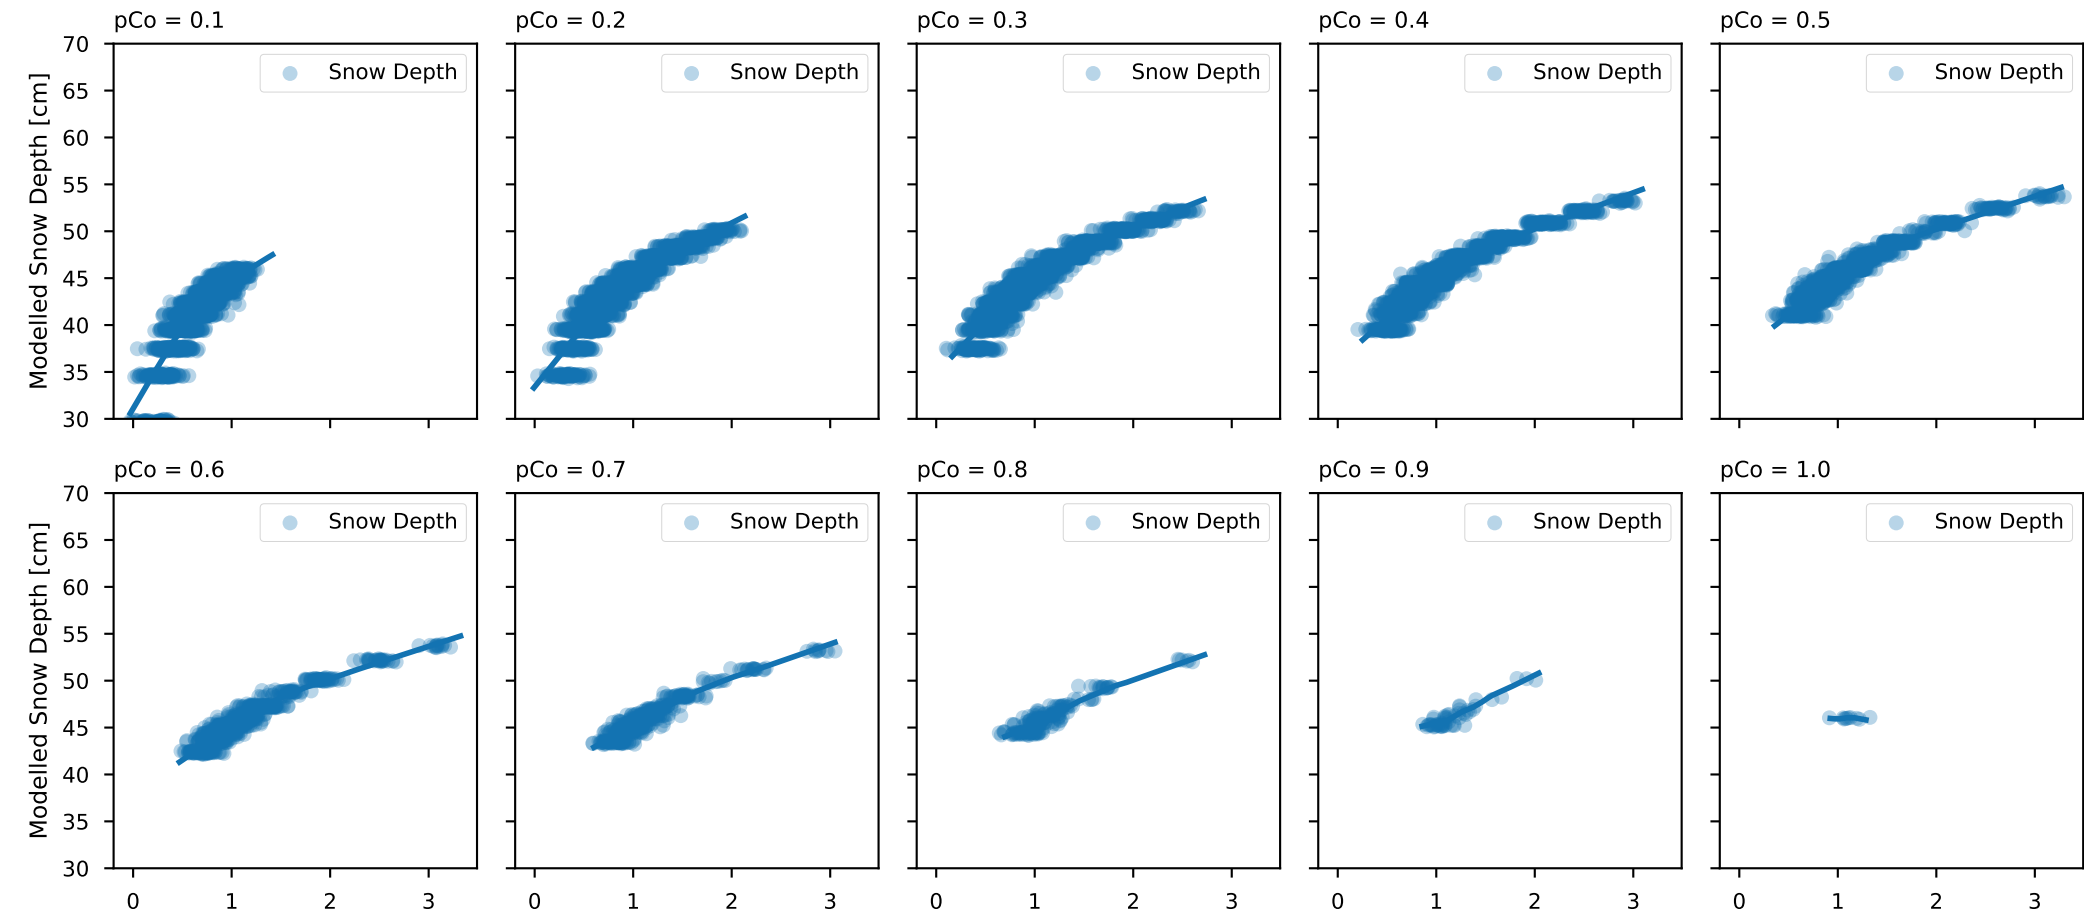 pCo = 0.1 pCo = 0.2 pCo = 0.3 pCo = 0.4 pCo = 0.5
Modelled Snow Depth [cm]
70
65
60
55
50
45
40
35
30
Snow Depth Snow Depth Snow Depth Snow Depth Snow Depth
pCo = 0.6 pCo = 0.7 pCo = 0.8 pCo = 0.9 pCo = 1.0
Modelled Snow Depth [cm]
70
65
60
55
50
45
40
35
30
Snow Depth Snow Depth Snow Depth Snow Depth Snow Depth
0 1 2 3 0 1 2 3 0 1 2 3 0 1 2 3 0 1 2 3